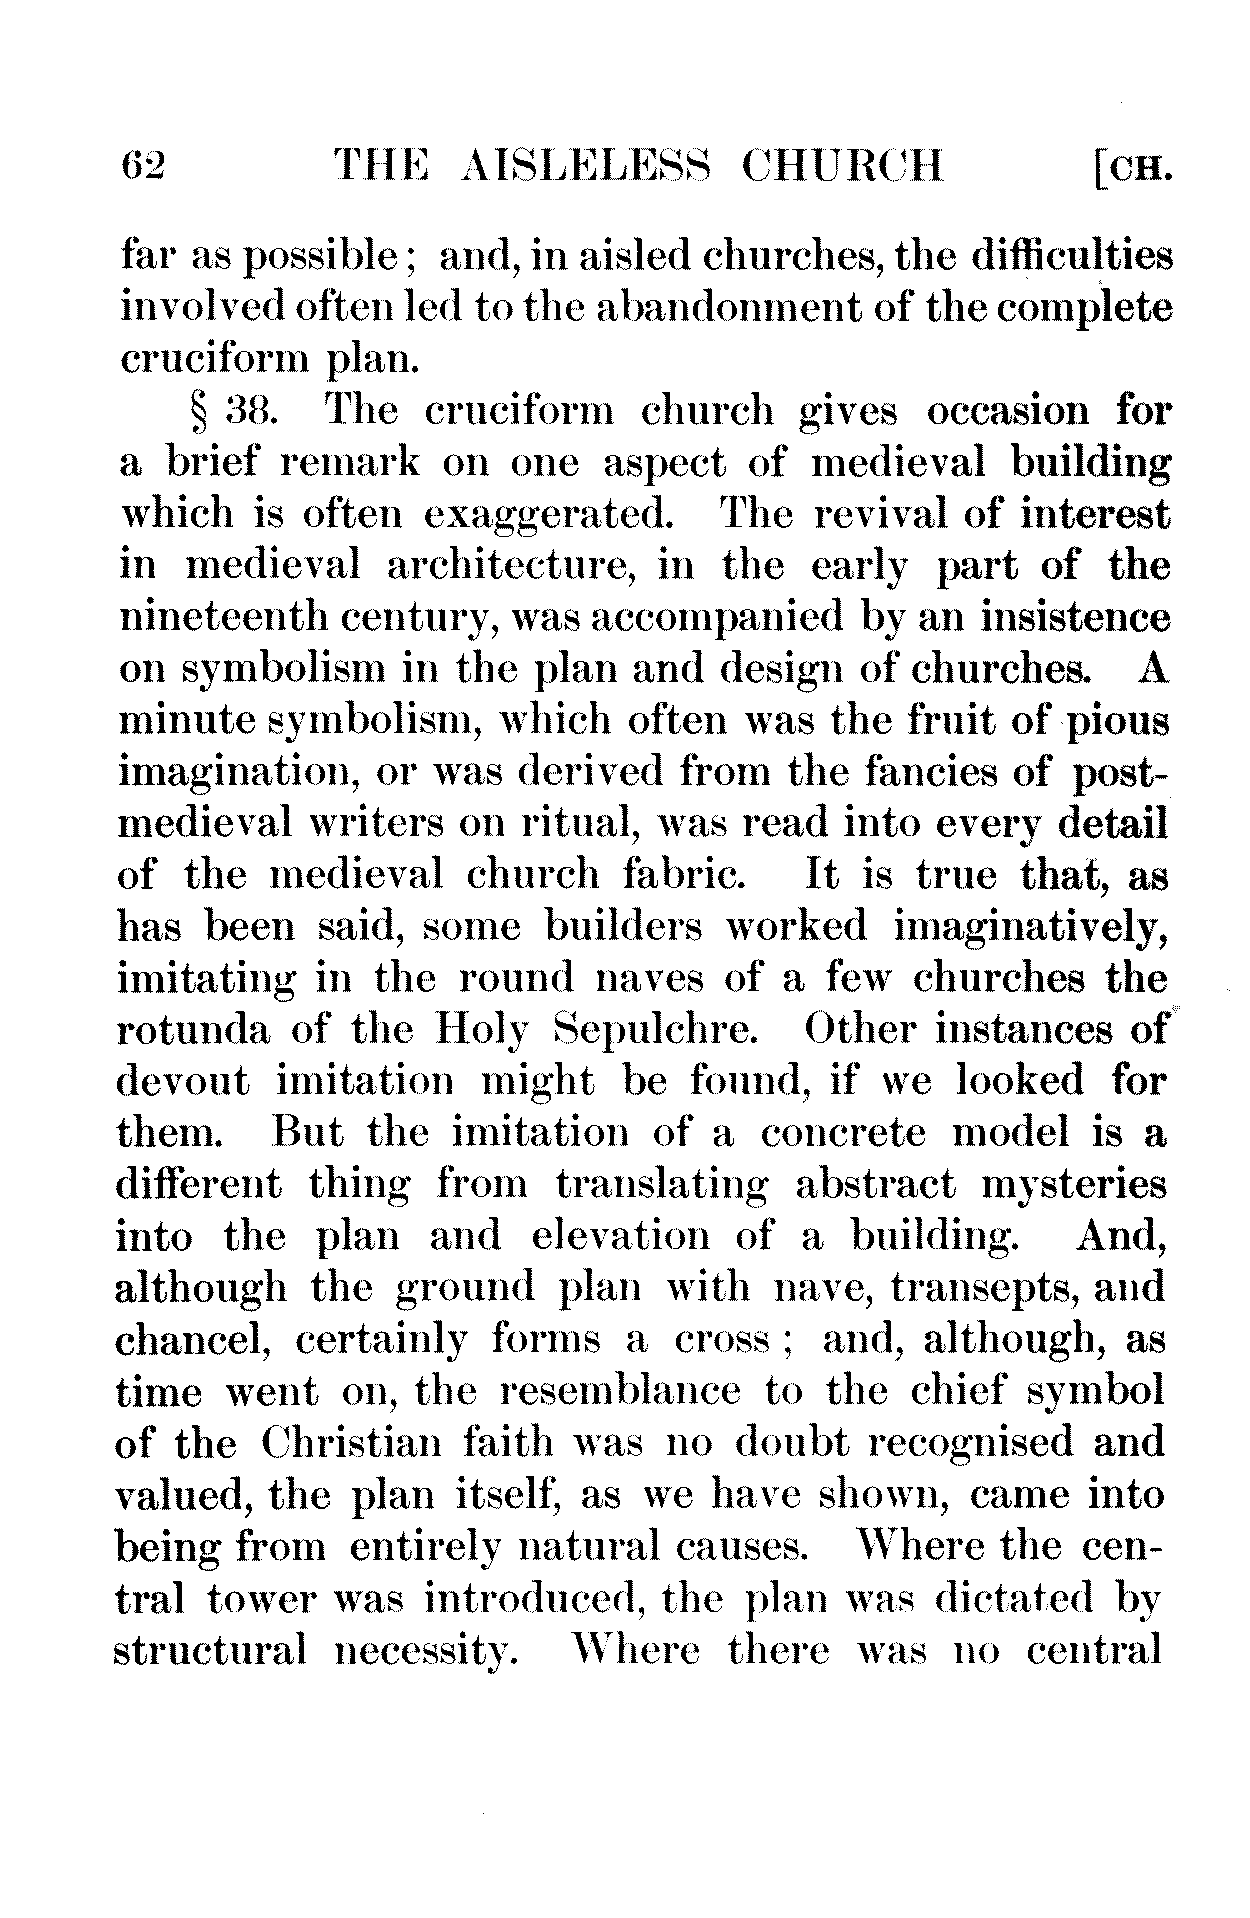 62 THE AISLELESS CHURCH [CH.
far as possible; and, in aisled churches, the difficulties
involved often led to the abandonment of the complete
cruciform plan.
§ 38. The cruciform church gives occasion for
a brief remark on one aspect of medieval building
which is often exaggerated. The revival of interest
in medieval architecture, in the early part of the
nineteenth century, was accompanied by an insistence
on symbolism in the plan and design of churches. A
minute symbolism, which often was the fruit of pious
imagination, or was derived from the fancies of post-
medieval writers on ritual, was read into every detail
of the medieval church fabric. It is true that, as
has been said, some builders worked imaginatively,
imitating in the round naves of a few churches the
rotunda of the Holy Sepulchre. Other instances of
devout imitation might be found, if we looked for
them. But the imitation of a concrete model is a
different thing from translating abstract mysteries
into the plan and elevation of a building. And,
although the ground plan with nave, transepts, and
chancel, certainly forms a cross; and, although, as
time went on, the resemblance to the chief symbol
of the Christian faith was no doubt recognised and
valued, the plan itself, as we have shown, came into
being from entirely natural causes. Where the cen-
tral tower was introduced, the plan was dictated by
structural necessity. Where there was no central